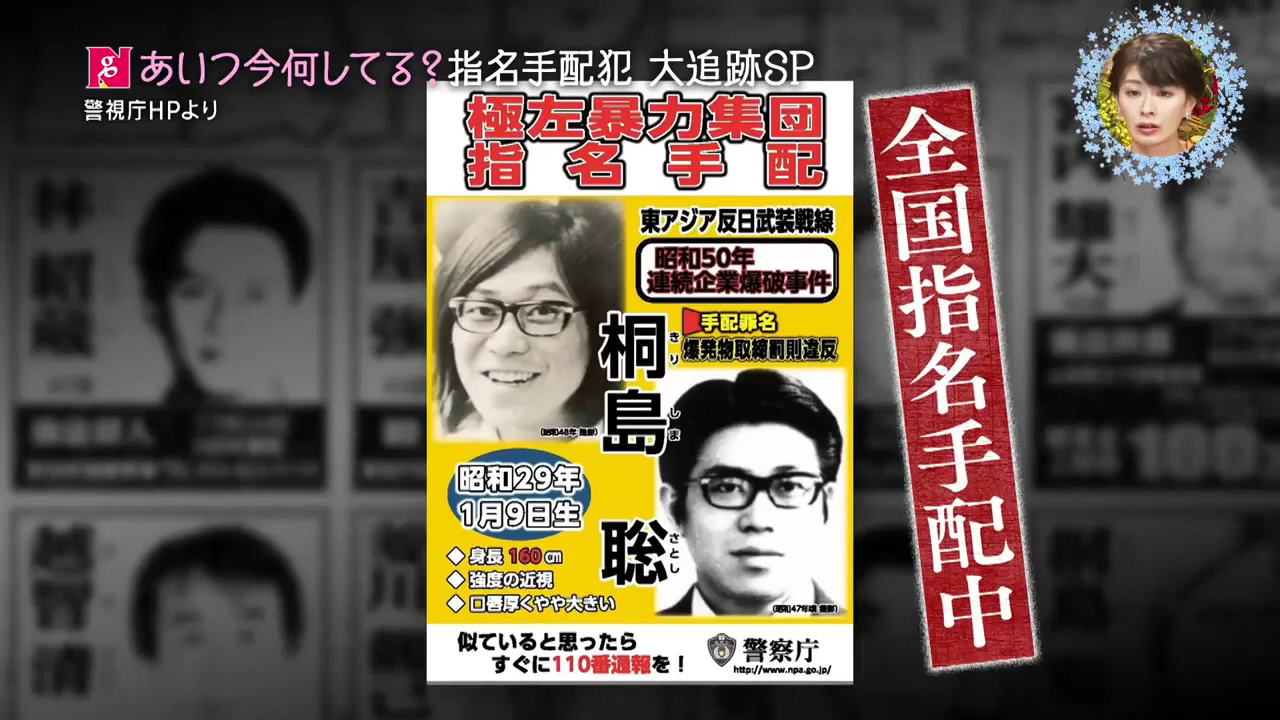 あいつ今何してる?指名手配犯 大追跡SP
警視庁HPより
極左暴力集団
指名手配
東アジア反日武装戦線
昭和50年
連続企業爆破事件
手配罪名
爆発物取締罰則違反
桐島 聡
きりしま さとし
昭和29年
1月9日生
◆ 身長 160㎝
◆ 強度の近視
◆ 口唇厚くやや大きい
似ていると思ったら
すぐに110番通報を!
警察庁
http://www.npa.go.jp/
全国指名手配中